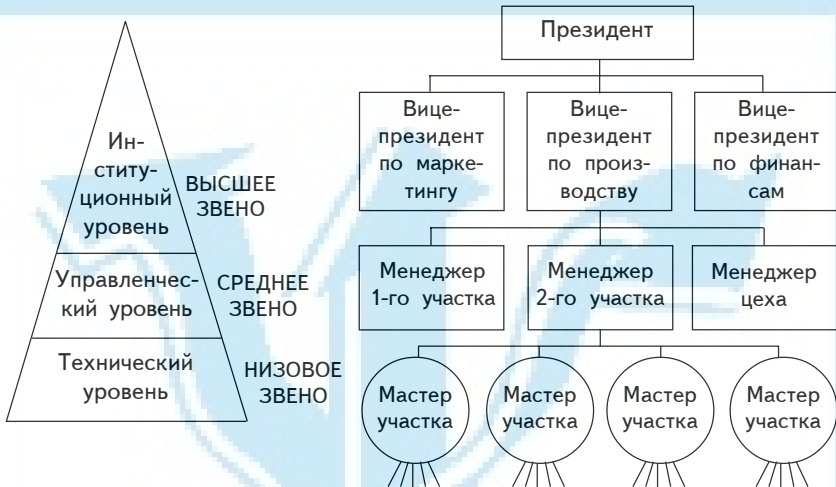 Ин-
ститу-
ционный
уровень
ВЫСШЕЕ
ЗВЕНО
Управленчес-
кий уровень
СРЕДНЕЕ
ЗВЕНО
Технический
уровень
НИЗОВОЕ
ЗВЕНО
Президент
Вице-
президент
по марке-
тингу
Вице-
президент
по произ-
водству
Вице-
президент
по финан-
сам
Менеджер
1-го участка
Менеджер
2-го участка
Менеджер
цеха
Мастер
участка
Мастер
участка
Мастер
участка
Мастер
участка